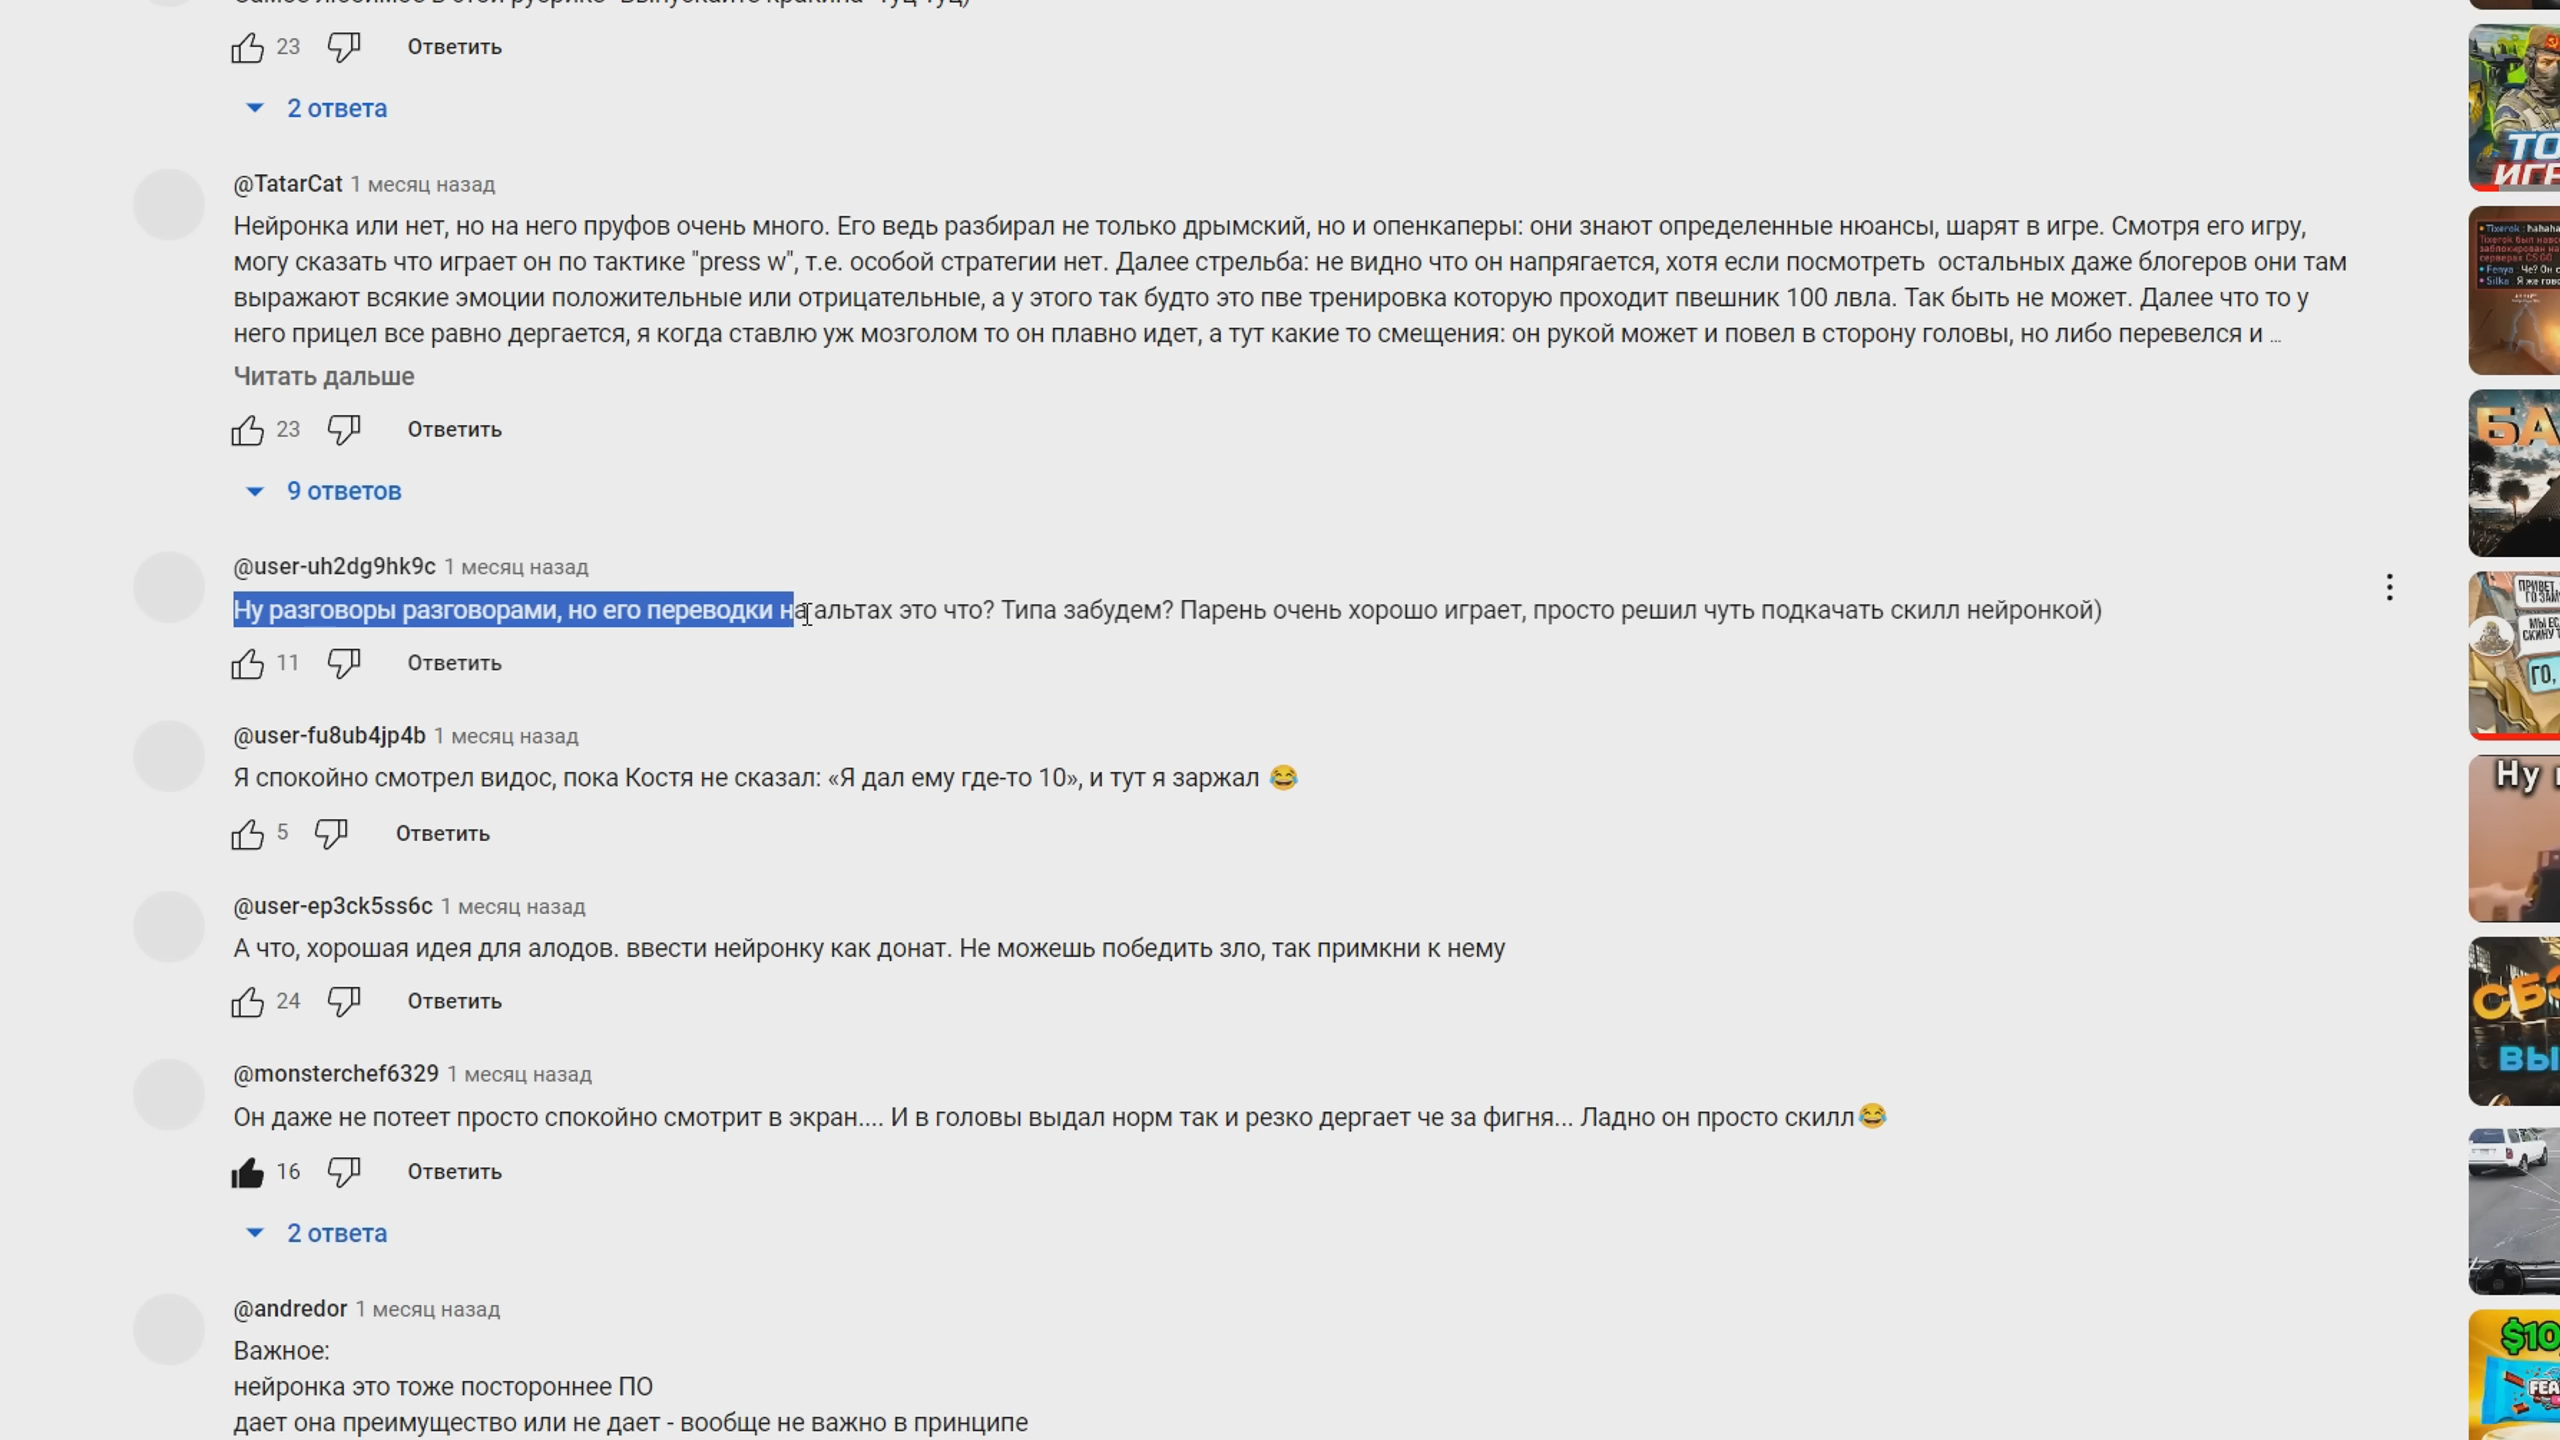 23 Ответить
2 ответа
@TatarCat 1 месяц назад
Нейронка или нет, но на него пруфов очень много. Его ведь разбирал не только дрымский, но и опенкаперы: они знают определенные нюансы, шарят в игре. Смотря его игру,
могу сказать что играет он по тактике "press w", т.е. особой стратегии нет. Далее стрельба: не видно что он напрягается, хотя если посмотреть остальных даже блогеров они там
выражают всякие эмоции положительные или отрицательные, а у этого так будто это пве тренировка которую проходит пвешник 100 лвла. Так быть не может. Далее что то у
него прицел все равно дергается, я когда ставлю уж мозголом то он плавно идет, а тут какие то смещения: он рукой может и повел в сторону головы, но либо перевелся и ...
Читать дальше
23 Ответить
9 ответов
@user-uh2dg9hk9c 1 месяц назад
Ну разговоры разговорами, но его переводки на альтах это что? Типа забудем? Парень очень хорошо играет, просто решил чуть подкачать скилл нейронкой)
11 Ответить
@user-fu8ub4jp4b 1 месяц назад
Я спокойно смотрел видос, пока Костя не сказал: «Я дал ему где-то 10», и тут я заржал 😂
5 Ответить
@user-ep3ck5ss6c 1 месяц назад
А что, хорошая идея для алодов. ввести нейронку как донат. Не можешь победить зло, так примкни к нему
24 Ответить
@monsterchef6329 1 месяц назад
Он даже не потеет просто спокойно смотрит в экран.... И в головы выдал норм так и резко дергает че за фигня... Ладно он просто скилл😂
16 Ответить
2 ответа
@andredor 1 месяц назад
Важное:
нейронка это тоже постороннее ПО
дает она преимущество или не дает - вообще не важно в принципе
БА
ГО,
Ну
ВЫ
$10